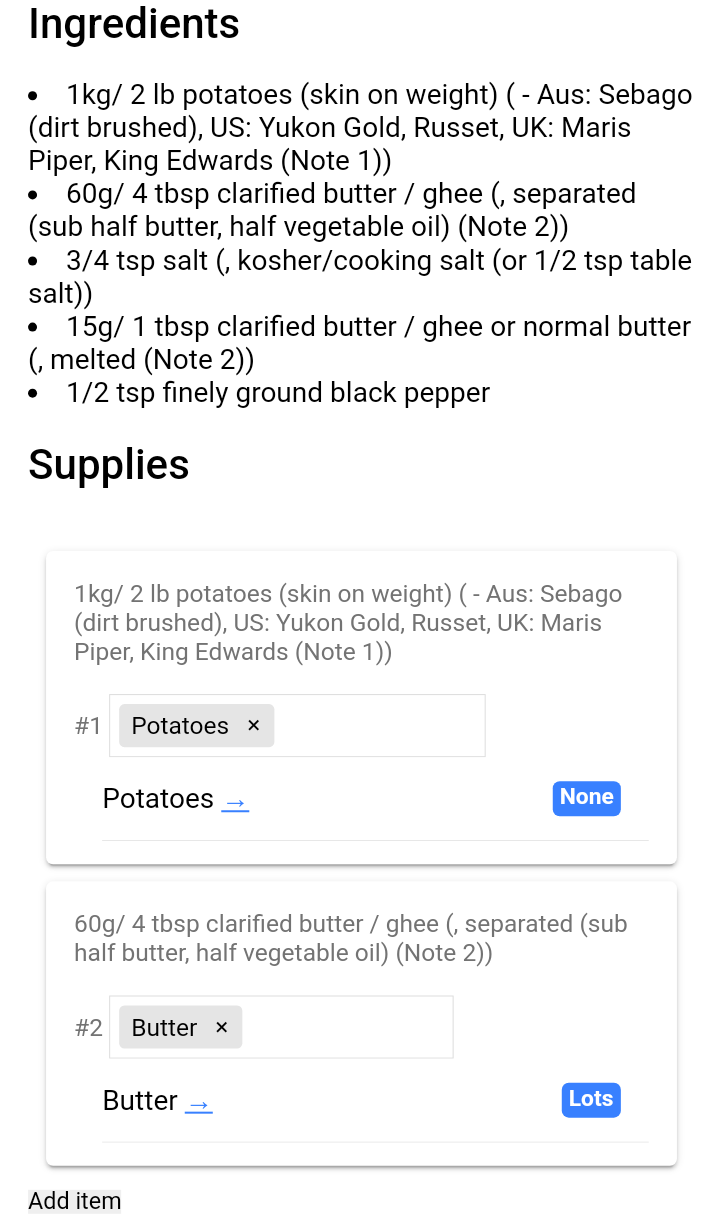 Ingredients
• 1kg/ 2 lb potatoes (skin on weight) ( - Aus: Sebago
(dirt brushed), US: Yukon Gold, Russet, UK: Maris
Piper, King Edwards (Note 1))
• 60g/ 4 tbsp clarified butter / ghee (, separated
(sub half butter, half vegetable oil) (Note 2))
• 3/4 tsp salt (, kosher/cooking salt (or 1/2 tsp table
salt))
• 15g/ 1 tbsp clarified butter / ghee or normal butter
(, melted (Note 2))
• 1/2 tsp finely ground black pepper
Supplies
1kg/ 2 lb potatoes (skin on weight) ( - Aus: Sebago
(dirt brushed), US: Yukon Gold, Russet, UK: Maris
Piper, King Edwards (Note 1))
#1 Potatoes ×
Potatoes → None
60g/ 4 tbsp clarified butter / ghee (, separated (sub
half butter, half vegetable oil) (Note 2))
#2 Butter ×
Butter → Lots
Add item